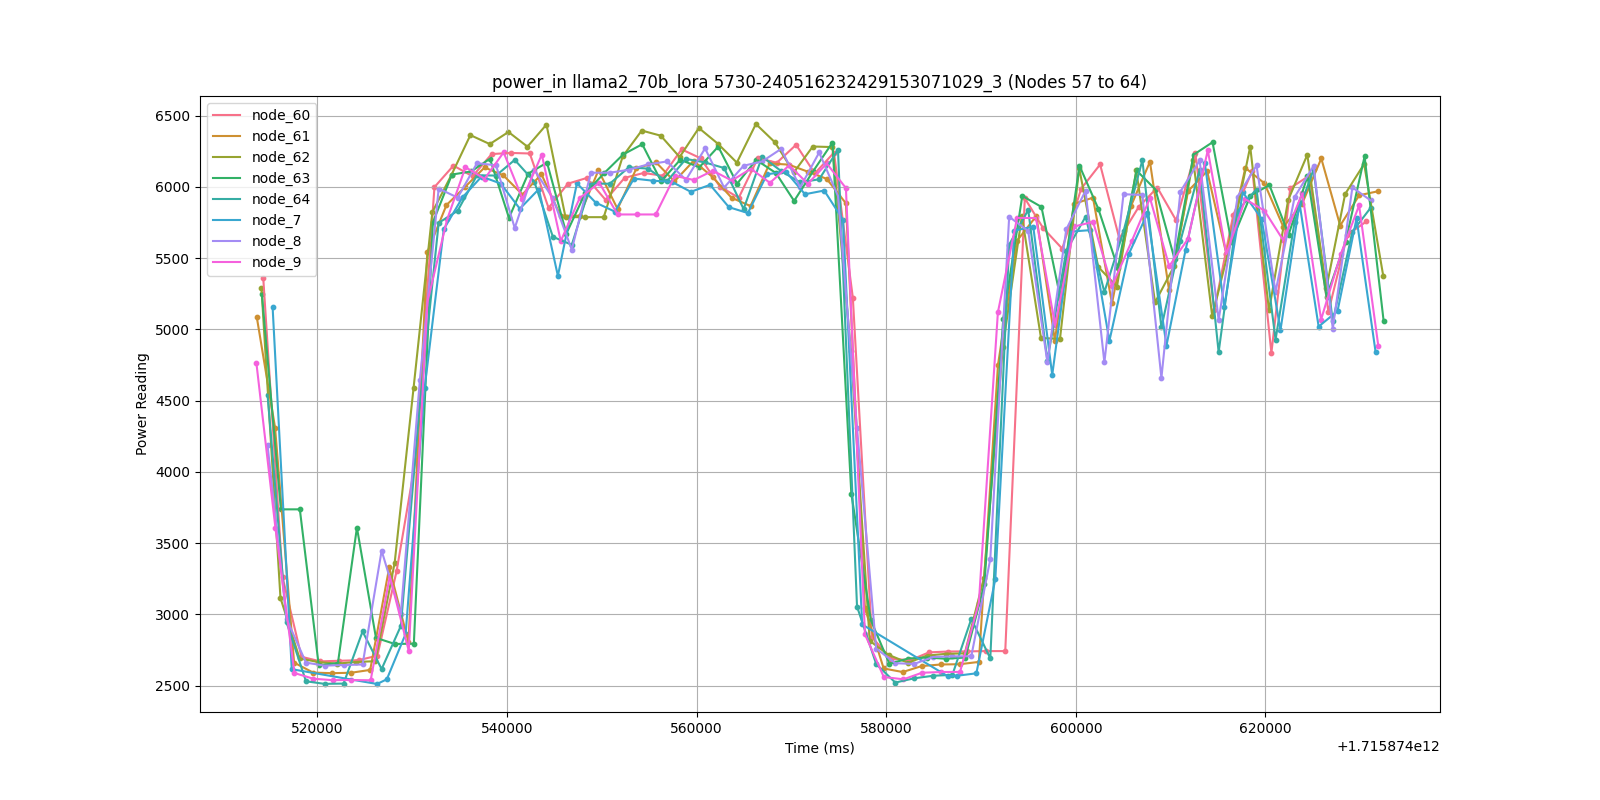 power_in llama2_70b_lora 5730-240516232429153071029_3 (Nodes 57 to 64)
node_60
node_61
node_62
node_63
node_64
node_7
node_8
node_9
Power Reading
6500
6000
5500
5000
4500
4000
3500
3000
2500
520000 540000 560000 580000 600000 620000
Time (ms)
+1.715874e12